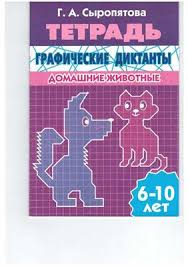 Г. А. Сыропятова
ТЕТРАДЬ
ГРАФИЧЕСКИЕ ДИКТАНТЫ
ДОМАШНИЕ ЖИВОТНЫЕ
6-10
лет